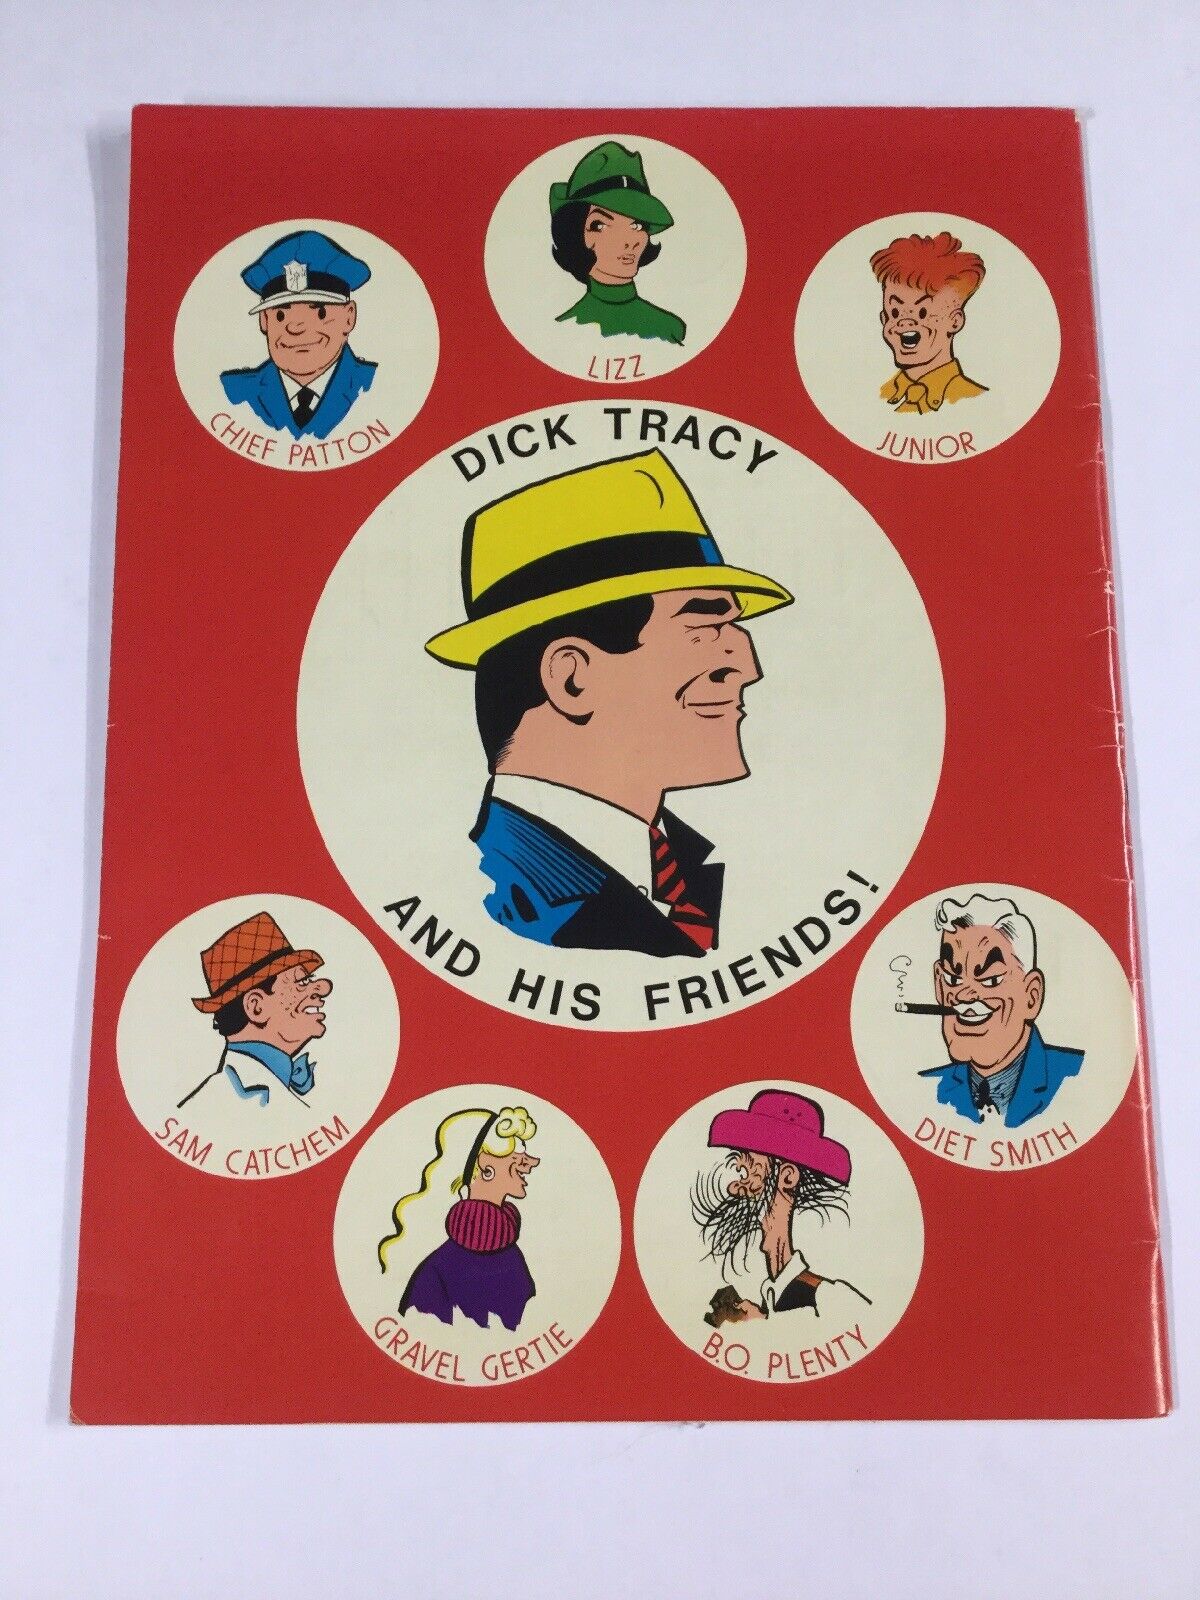 LIZZ
CHIEF PATTON
JUNIOR
DICK TRACY
AND HIS FRIENDS!
SAM CATCHEM
DIET SMITH
GRAVEL GERTIE
B.O. PLENTY